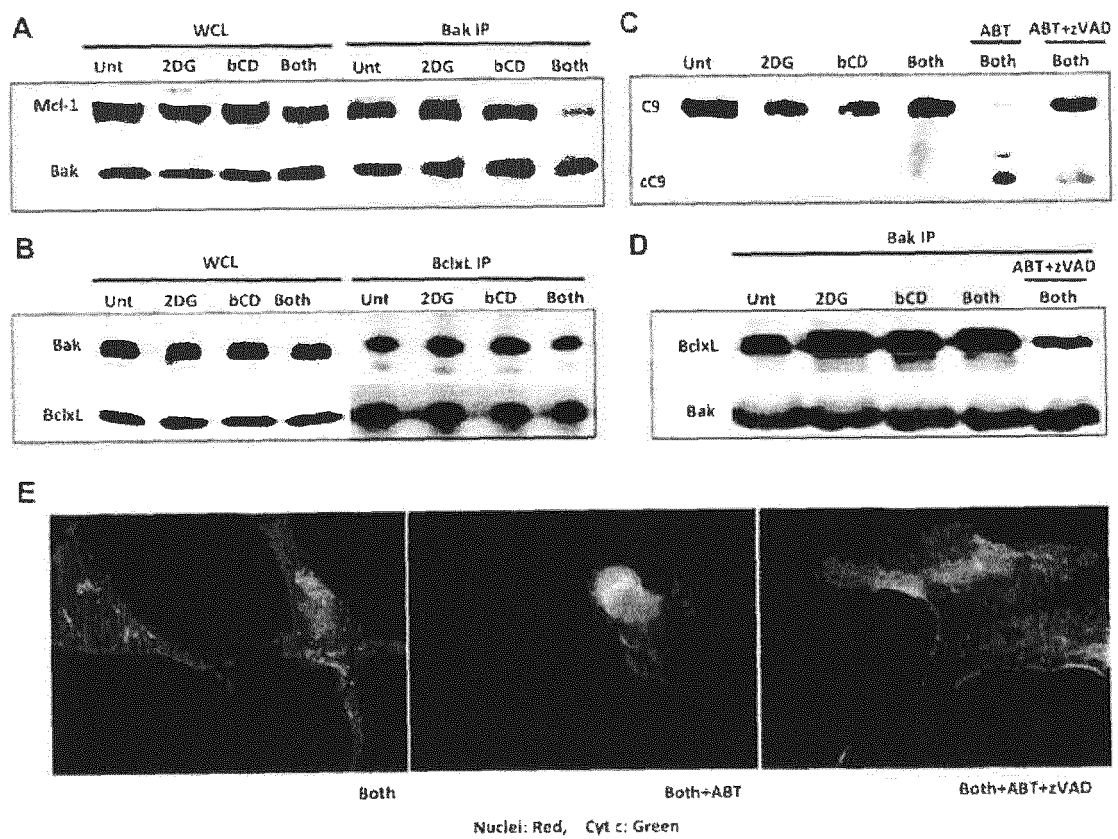 A
WCL
Bak IP
Unt 2DG bCD Both Unt 2DG bCD Both
Mcl-1
Bak
B
WCL
BclxL IP
Unt 2DG bCD Both Unt 2DG bCD Both
Bak
BclxL
C
ABT ABT+zVAD
Unt 2DG bCD Both Both Both
C9
cC9
D
Bak IP
ABT+zVAD
Unt 2DG bCD Both Both
BclxL
Bak
E
Both Both+ABT Both+ABT+zVAD
Nuclei: Red, Cyt c: Green